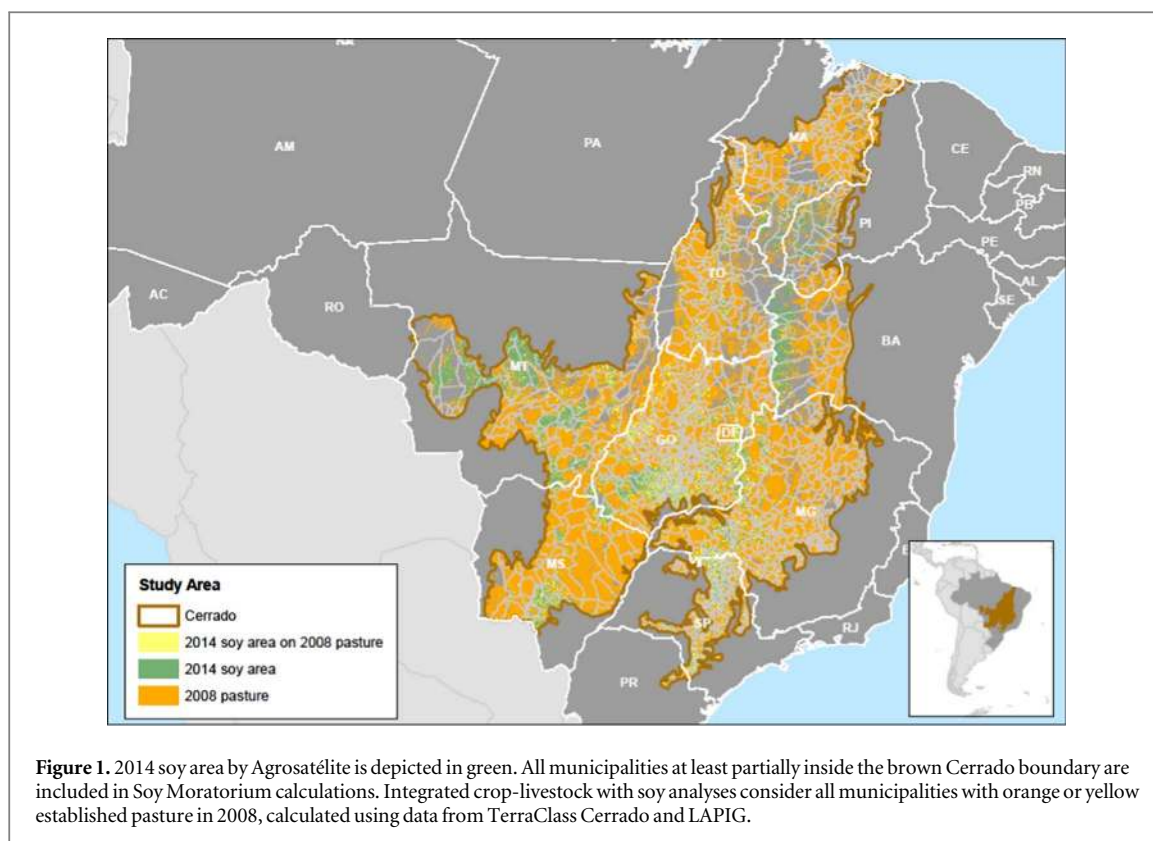 AM
PA
MA
CE
RN
PB
PI
PE
AL
SE
AC
RO
TO
BA
MT
GO
DF
MG
MS
SP
RJ
PR
Study Area
Cerrado
2014 soy area on 2008 pasture
2014 soy area
2008 pasture
Figure 1. 2014 soy area by Agrosatélite is depicted in green. All municipalities at least partially inside the brown Cerrado boundary are
included in Soy Moratorium calculations. Integrated crop-livestock with soy analyses consider all municipalities with orange or yellow
established pasture in 2008, calculated using data from TerraClass Cerrado and LAPIG.